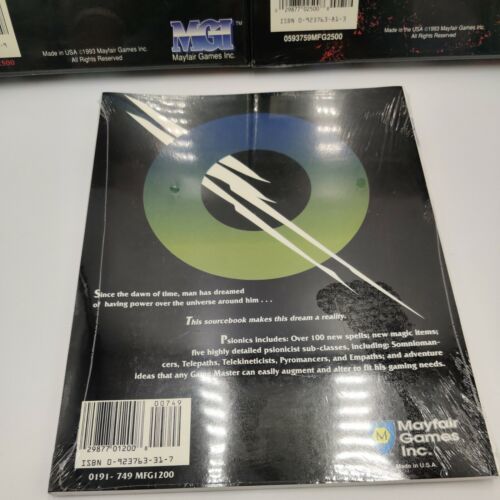 Made in USA ©1993 Mayfair Games Inc.
All Rights Reserved
MGI™
Mayfair Games Inc.
29877 02500
ISBN 0-923763-81-3
0593759MFG2500
Made in the USA ©1993 Mayfair Games Inc.
All Rights Reserved
Since the dawn of time, man has dreamed
of having power over the universe around him . . .
This sourcebook makes this dream a reality.
Psionics includes: Over 100 new spells; new magic items;
five highly detailed psionicist sub-classes, including: Somnioman-
cers, Telepaths, Telekineticists, Pyromancers, and Empaths; and adventure
ideas that any Game Master can easily augment and alter to fit his gaming needs.
00749
29877 01200 8
ISBN 0-923763-31-7
0191-749 MFG1200
M
Mayfair
Games
Inc.
Made in U.S.A.